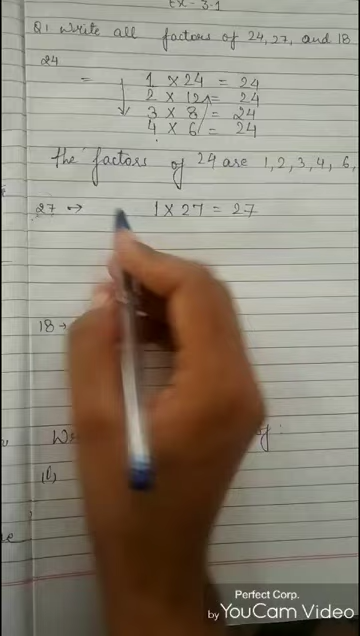 Ex - 3.1
Q1 Write all factors of 24, 27, and 18
24
= 1 × 24 = 24
2 × 12 = 24
3 × 8 = 24
4 × 6 = 24
The factors of 24 are 1, 2, 3, 4, 6,
27 ↔ 1 × 27 = 27
18 →
Perfect Corp.
by YouCam Video